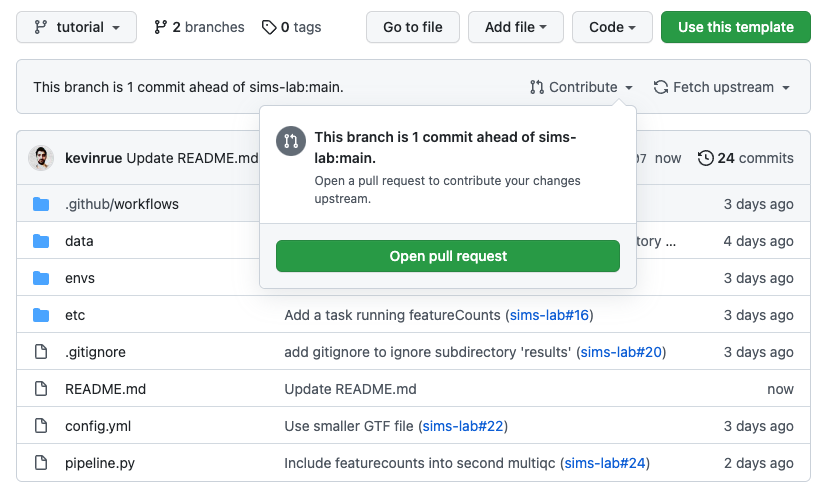 tutorial 2 branches 0 tags Go to file Add file Code Use this template
This branch is 1 commit ahead of sims-lab:main. Contribute Fetch upstream
This branch is 1 commit ahead of sims-
lab:main.
Open a pull request to contribute your changes
upstream.
Open pull request
kevinrue Update README.md now 24 commits
.github/workflows 3 days ago
data ... 4 days ago
envs 3 days ago
etc Add a task running featureCounts (sims-lab#16) 3 days ago
.gitignore add gitignore to ignore subdirectory 'results' (sims-lab#20) 3 days ago
README.md Update README.md now
config.yml Use smaller GTF file (sims-lab#22) 3 days ago
pipeline.py Include featurecounts into second multiqc (sims-lab#24) 2 days ago